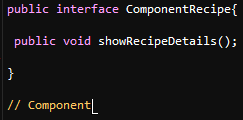 public interface ComponentRecipe{
public void showRecipeDetails();
}
// Component